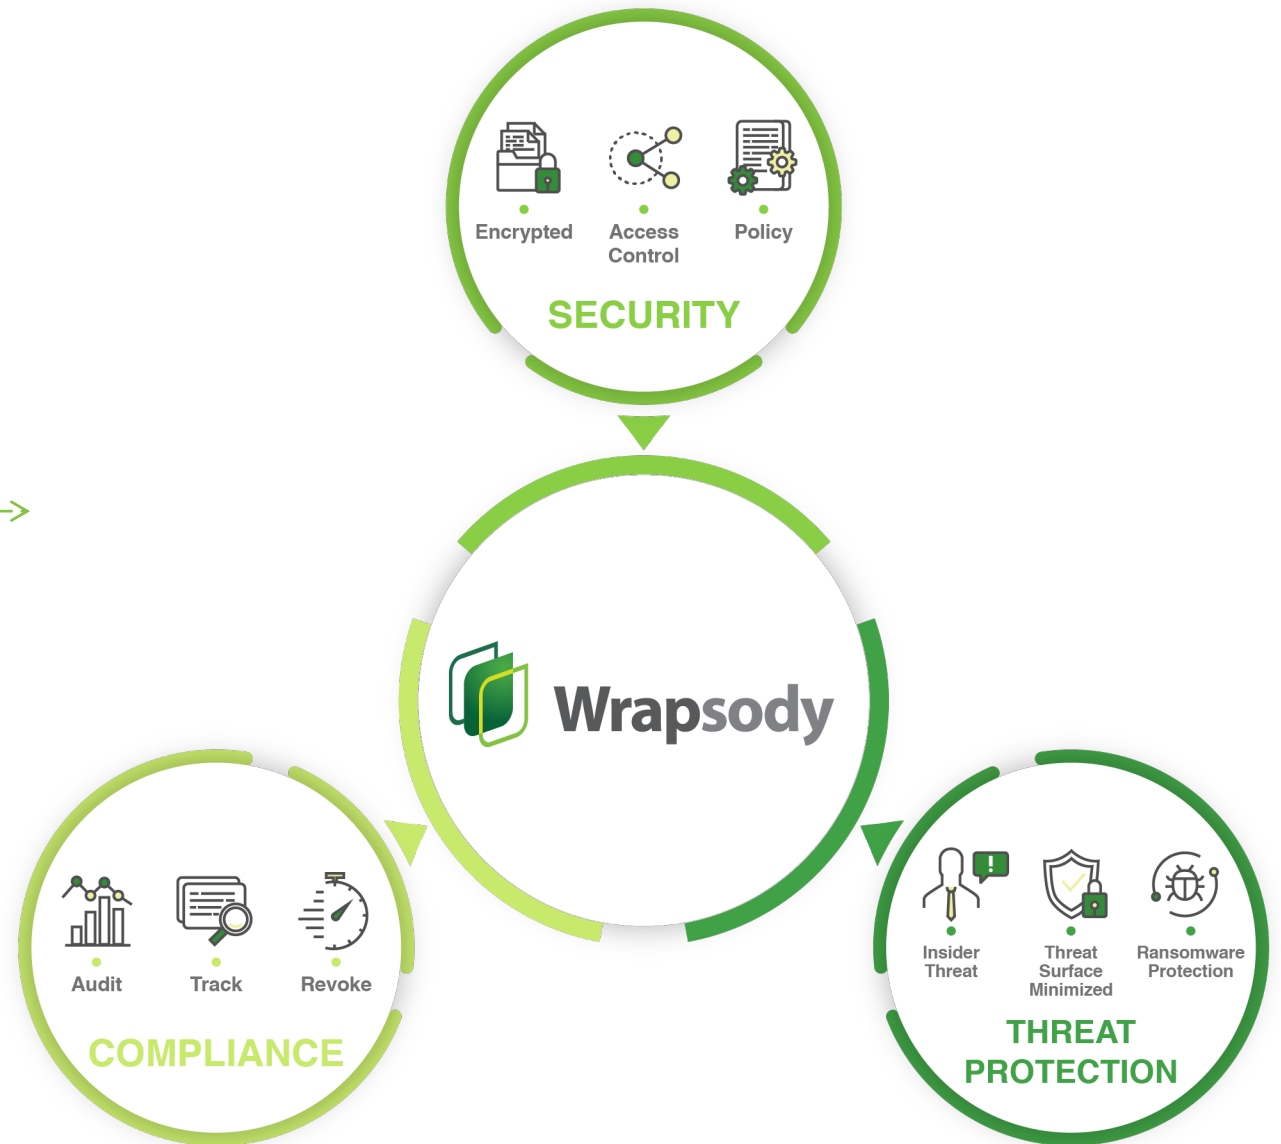 Encrypted
Access
Control
Policy
SECURITY
Wrapsody
Audit
Track
Revoke
COMPLIANCE
Insider
Threat
Threat
Surface
Minimized
Ransomware
Protection
THREAT
PROTECTION